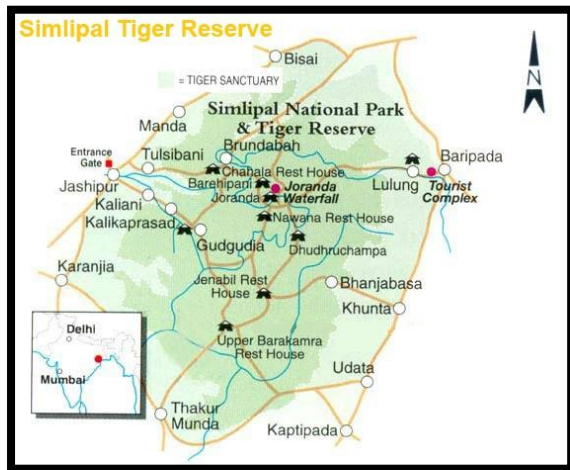 Simlipal Tiger Reserve
Bisai
= TIGER SANCTUARY
N
Simlipal National Park
& Tiger Reserve
Manda
Brundabah
Entrance
Gate
Tulsibani
Chahala Rest House
Baripada
Jashipur
Barehipani
Joranda
Waterfall
Lulung
Tourist
Complex
Kaliani
Joranda
Kalikaprasad
Nawana Rest House
Gudgudia
Dhudhruchampa
Karanjia
Jenabil Rest
House
Bhanjabasa
Khunta
Delhi
Mumbai
Upper Barakamra
Rest House
Udata
Thakur
Munda
Kaptipada